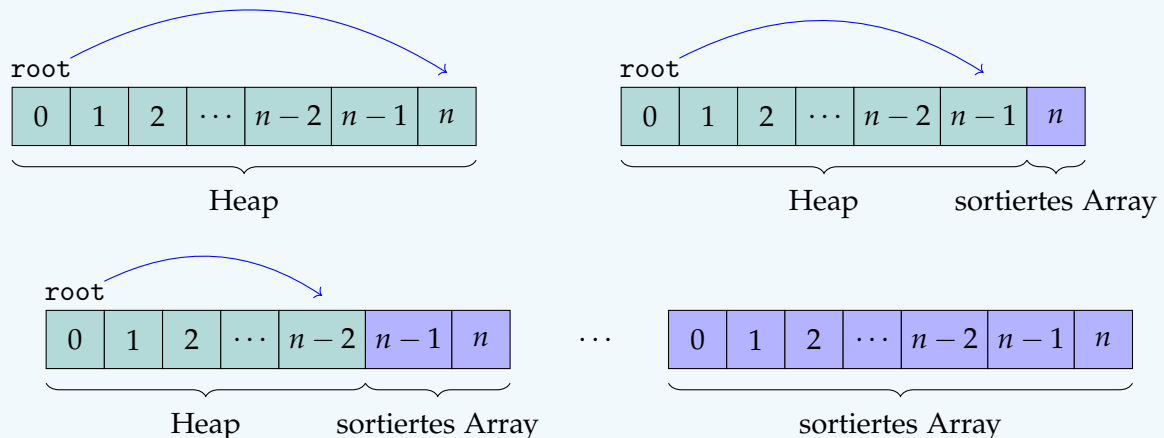 root root
0 1 2 ⋯ n − 2 n − 1 n 0 1 2 ⋯ n − 2 n − 1 n
Heap Heap sortiertes Array
root
0 1 2 ⋯ n − 2 n − 1 n ⋯ 0 1 2 ⋯ n − 2 n − 1 n
Heap sortiertes Array sortiertes Array